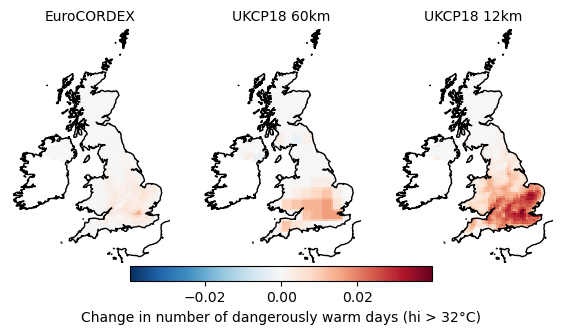 EuroCORDEX
UKCP18 60km
UKCP18 12km
−0.02 0.00 0.02
Change in number of dangerously warm days (hi > 32°C)